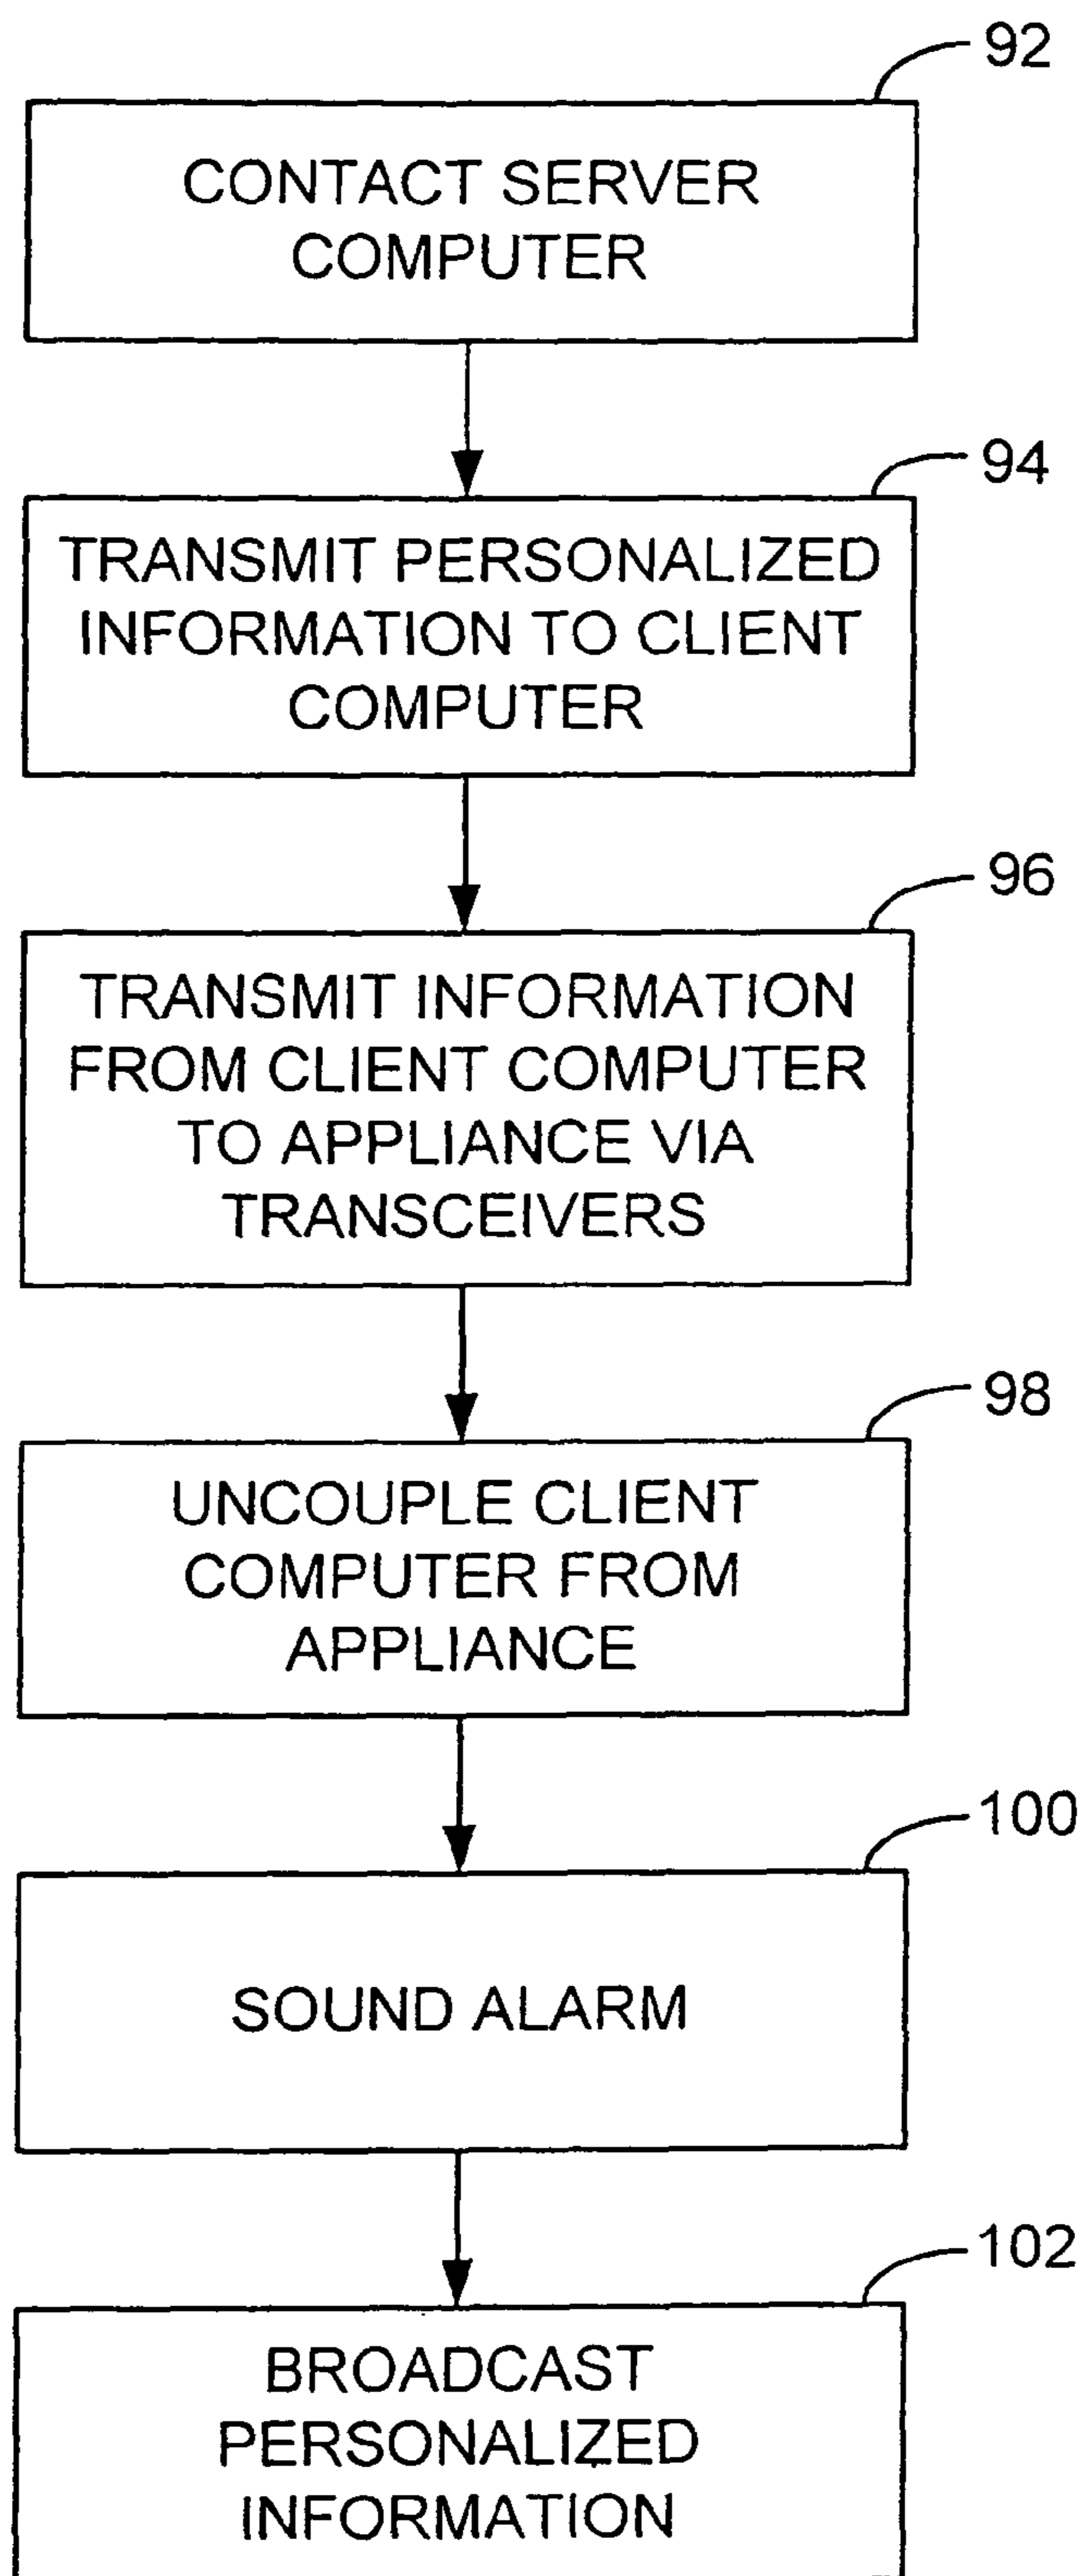 92
CONTACT SERVER
COMPUTER
94
TRANSMIT PERSONALIZED
INFORMATION TO CLIENT
COMPUTER
96
TRANSMIT INFORMATION
FROM CLIENT COMPUTER
TO APPLIANCE VIA
TRANSCEIVERS
98
UNCOUPLE CLIENT
COMPUTER FROM
APPLIANCE
100
SOUND ALARM
102
BROADCAST
PERSONALIZED
INFORMATION